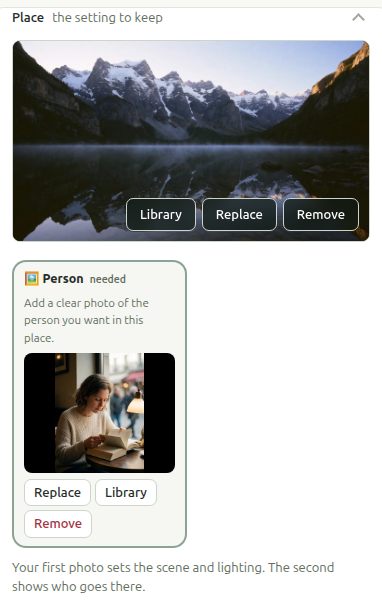 Place the setting to keep
Library Replace Remove
Person needed
Add a clear photo of the
person you want in this
place.
Replace Library
Remove
Your first photo sets the scene and lighting. The second
shows who goes there.